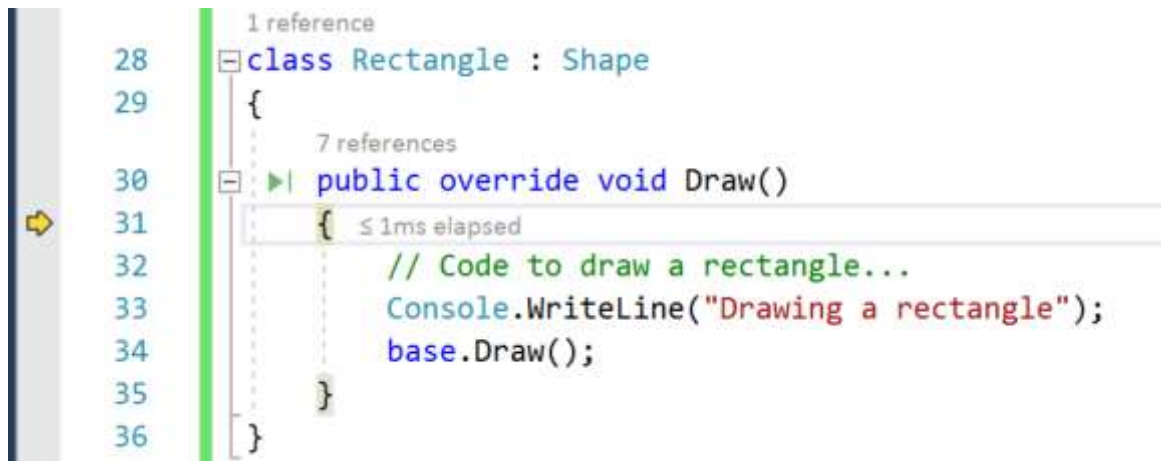 1 reference
28 class Rectangle : Shape
29 {
7 references
30 public override void Draw()
31 { ≤ 1ms elapsed
32 // Code to draw a rectangle...
33 Console.WriteLine("Drawing a rectangle");
34 base.Draw();
35 }
36 }